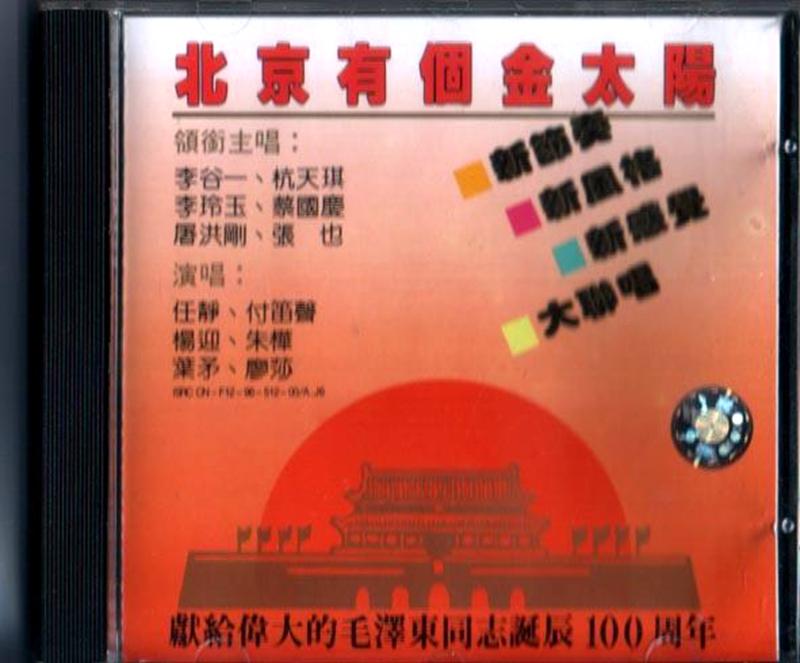 北京有個金太陽
領銜主唱：
李谷一、杭天琪
李玲玉、蔡國慶
屠洪剛、張 也
演唱：
任靜、付笛聲
楊迎、朱樺
葉矛、廖莎
新節奏
新風格
新感覺
大聯唱
獻給偉大的毛澤東同志誕辰100周年